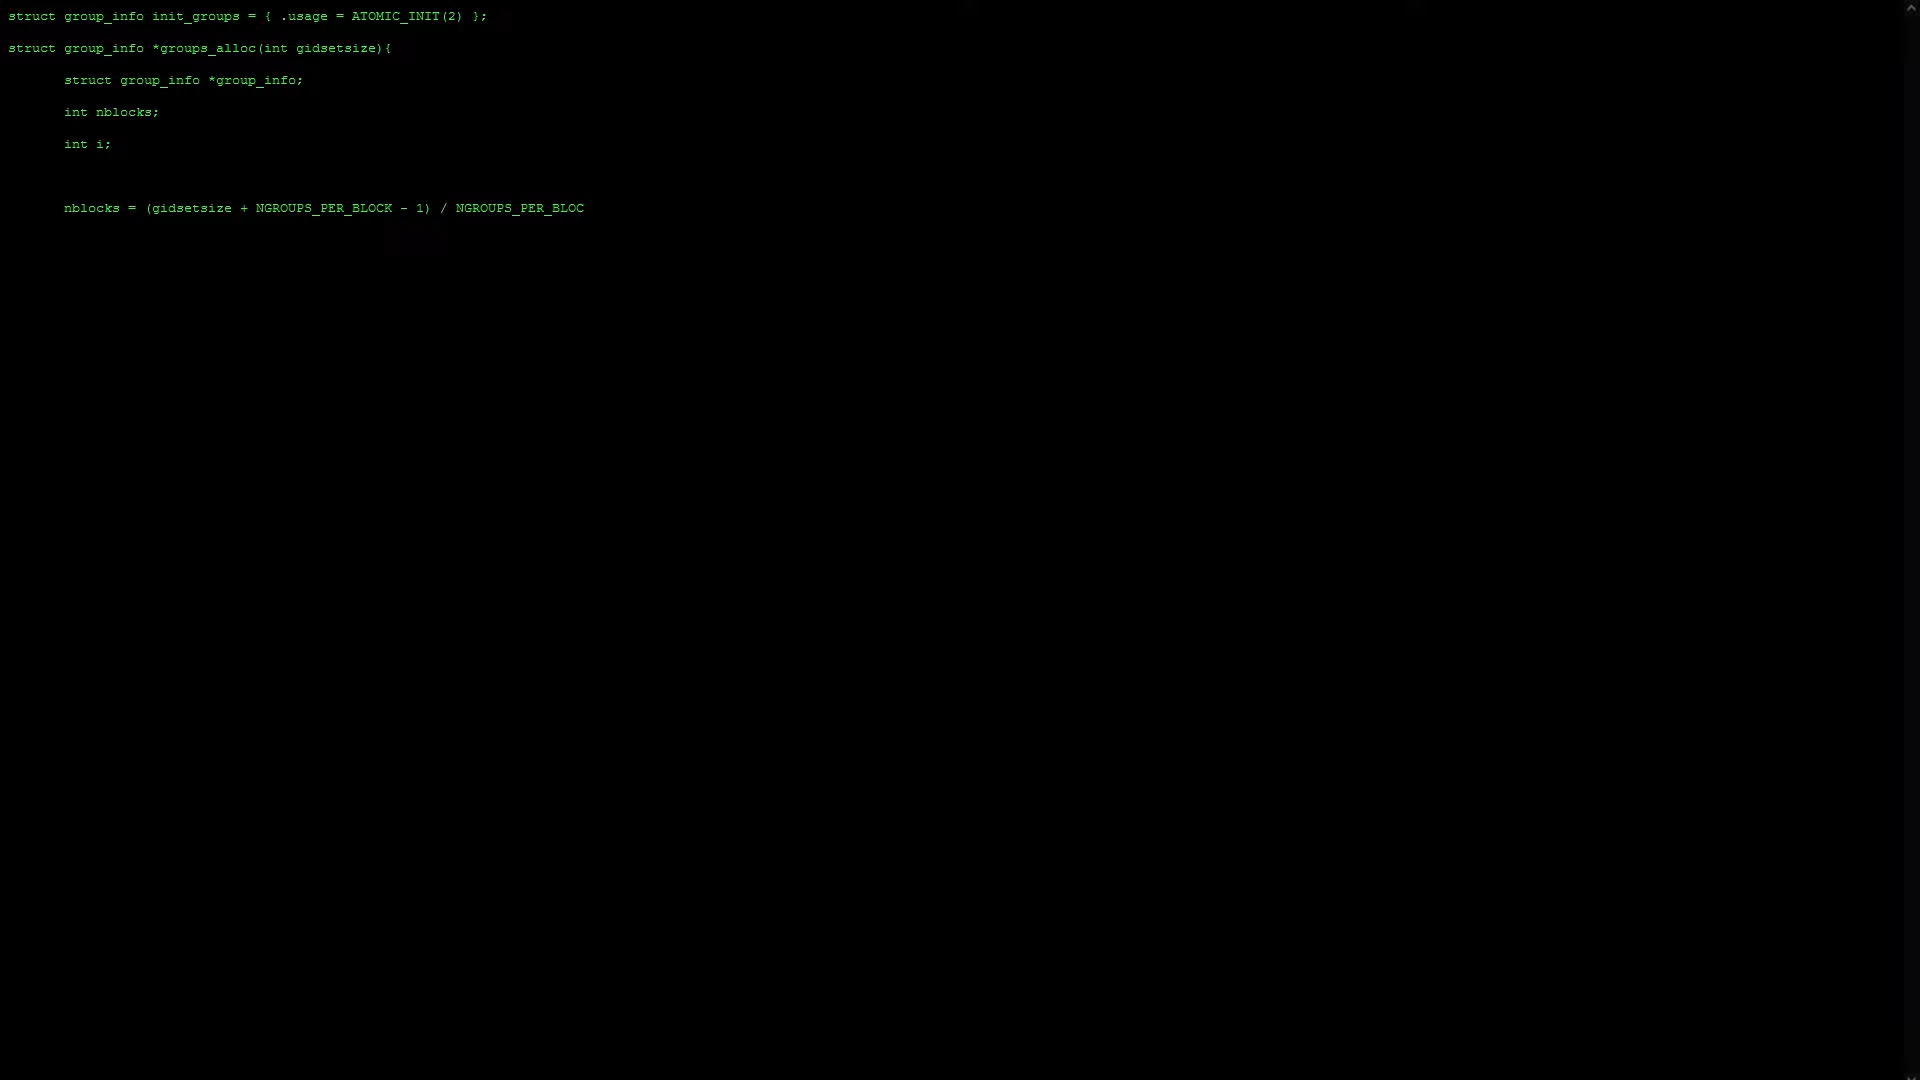 struct group_info init_groups = { .usage = ATOMIC_INIT(2) };
struct group_info *groups_alloc(int gidsetsize){
struct group_info *group_info;
int nblocks;
int i;
nblocks = (gidsetsize + NGROUPS_PER_BLOCK - 1) / NGROUPS_PER_BLOC